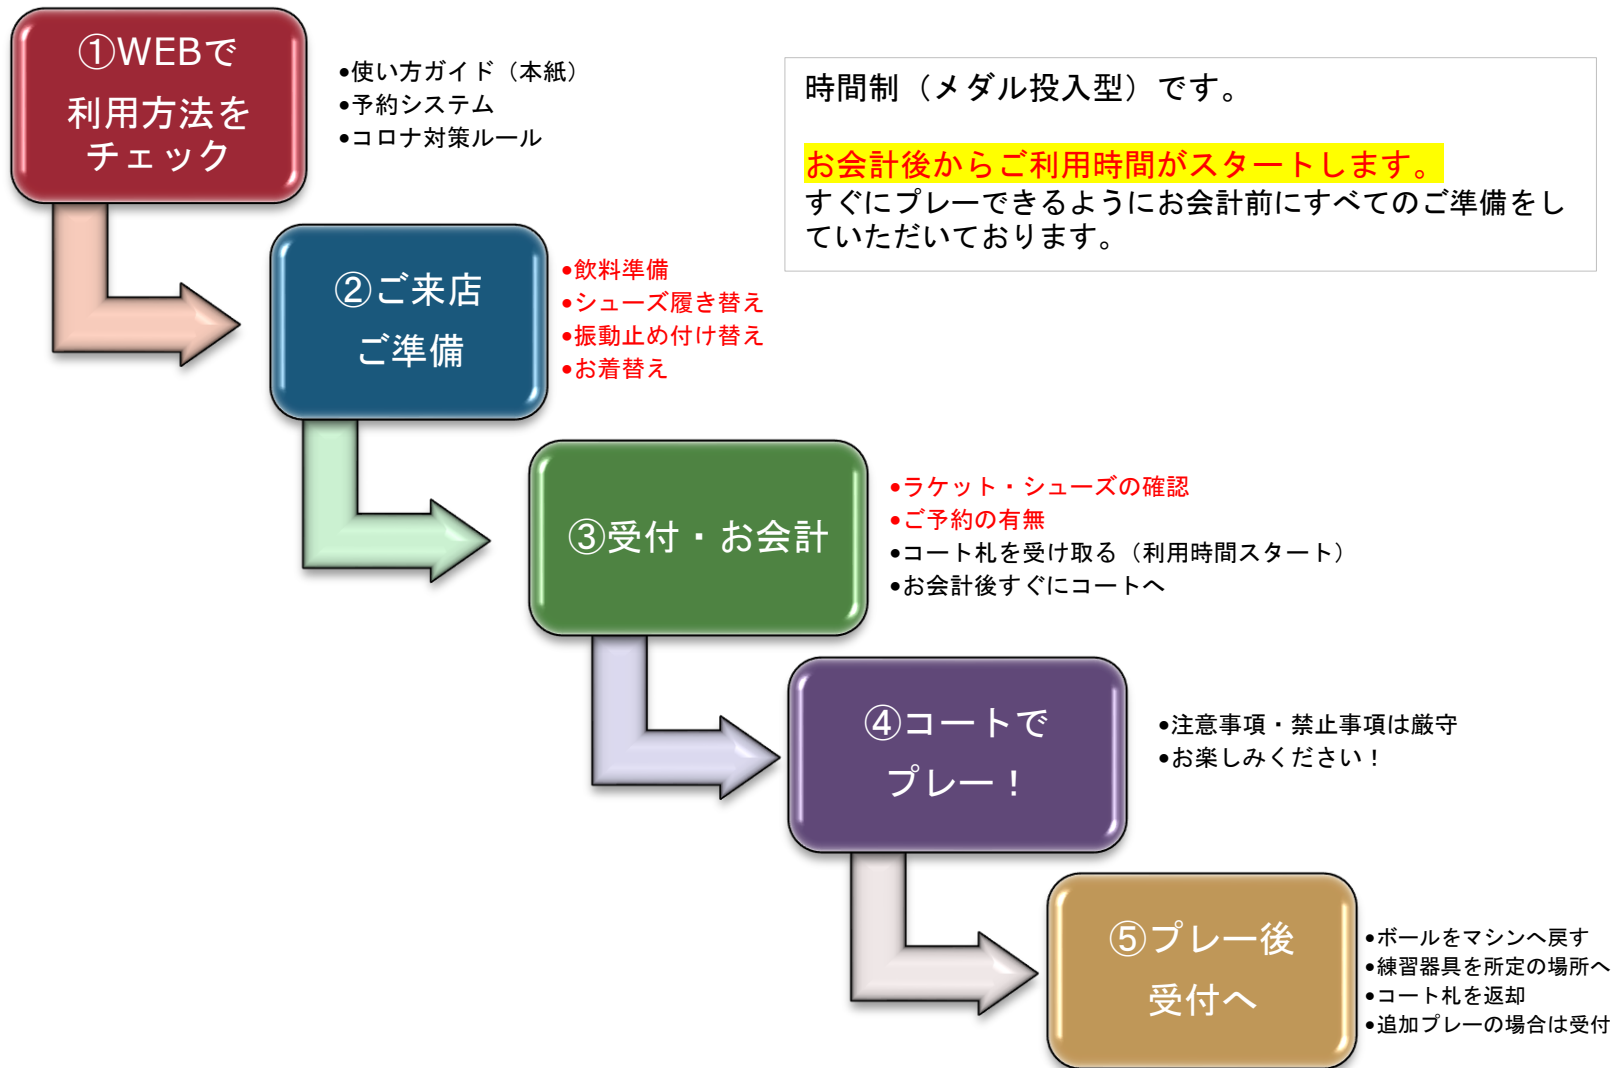 ①WEBで
利用方法を
チェック
●使い方ガイド（本紙）
●予約システム
●コロナ対策ルール
時間制（メダル投入型）です。
お会計後からご利用時間がスタートします。
すぐにプレーできるようにお会計前にすべてのご準備をし
ていただいております。
②ご来店
ご準備
●飲料準備
●シューズ履き替え
●振動止め付け替え
●お着替え
③受付・お会計
●ラケット・シューズの確認
●ご予約の有無
●コート札を受け取る（利用時間スタート）
●お会計後すぐにコートへ
④コートで
プレー！
●注意事項・禁止事項は厳守
●お楽しみください！
⑤プレー後
受付へ
●ボールをマシンへ戻す
●練習器具を所定の場所へ
●コート札を返却
●追加プレーの場合は受付